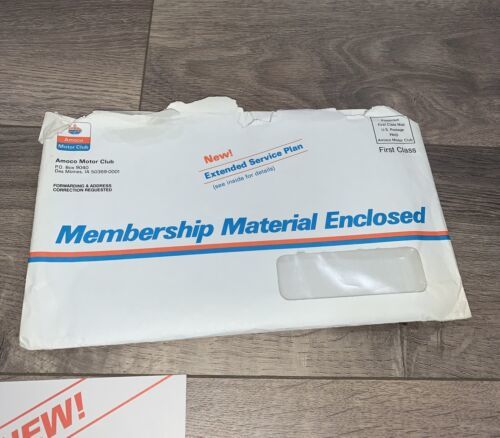 Amoco
Motor Club
Amoco Motor Club
P.O. Box 9040
Des Moines, IA 50369-0001
FORWARDING & ADDRESS
CORRECTION REQUESTED
New!
Extended Service Plan
(see inside for details)
Presorted
First Class Mail
U.S. Postage
PAID
Amoco Motor Club
First Class
Membership Material Enclosed
NEW!